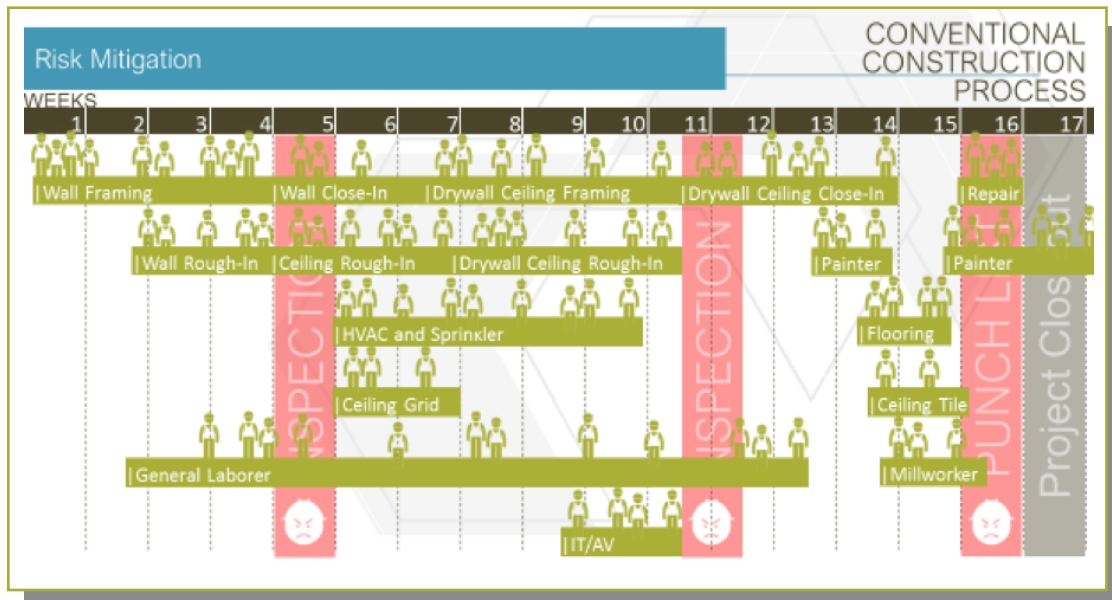 Risk Mitigation
CONVENTIONAL
CONSTRUCTION
PROCESS
WEEKS
1 2 3 4 5 6 7 8 9 10 11 12 13 14 15 16 17
|Wall Framing |Wall Close-In |Drywall Ceiling Framing |Drywall Ceiling Close-In |Repair
|Wall Rough-In |Ceiling Rough-In |Drywall Ceiling Rough-In |Painter |Painter
|HVAC and Sprinkler |Flooring
|Ceiling Grid |Ceiling Tile
|General Laborer |Millworker
|IT/AV
INSPECTION
INSPECTION
PUNCH LIST
Project Closeout